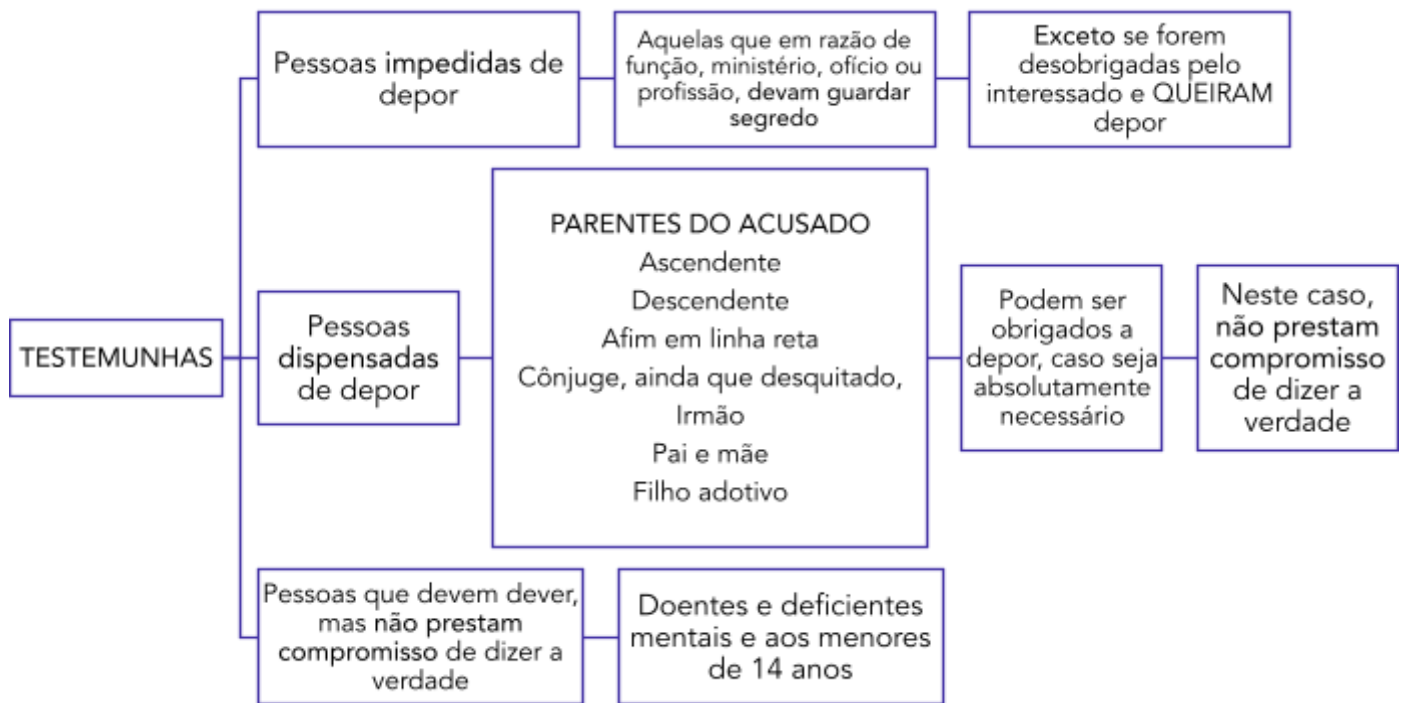 Pessoas impedidas de
depor
Aquelas que em razão de
função, ministério, ofício ou
profissão, devam guardar
segredo
Exceto se forem
desobrigadas pelo
interessado e QUEIRAM
depor
TESTEMUNHAS
Pessoas
dispensadas
de depor
PARENTES DO ACUSADO
Ascendente
Descendente
Afim em linha reta
Cônjuge, ainda que desquitado,
Irmão
Pai e mãe
Filho adotivo
Podem ser
obrigados a
depor, caso seja
absolutamente
necessário
Neste caso,
não prestam
compromisso
de dizer a
verdade
Pessoas que devem dever,
mas não prestam
compromisso de dizer a
verdade
Doentes e deficientes
mentais e aos menores
de 14 anos